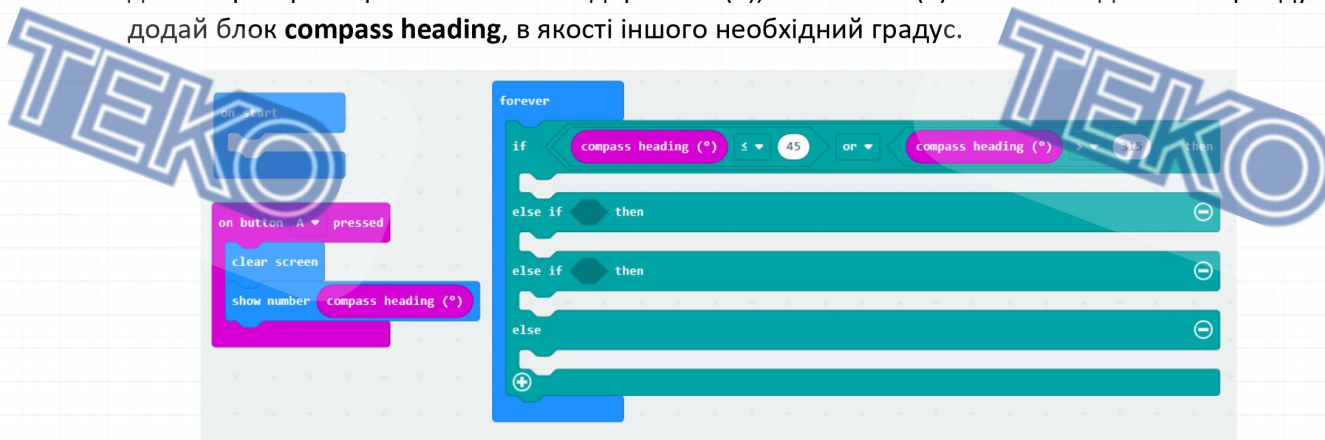 додай блок compass heading, в якості іншого необхідний градус.
TEKO
TEKO
on start
forever
if compass heading (°) ≤ 45 or compass heading (°) then
on button A pressed
else if then
clear screen
else if then
show number compass heading (°)
else